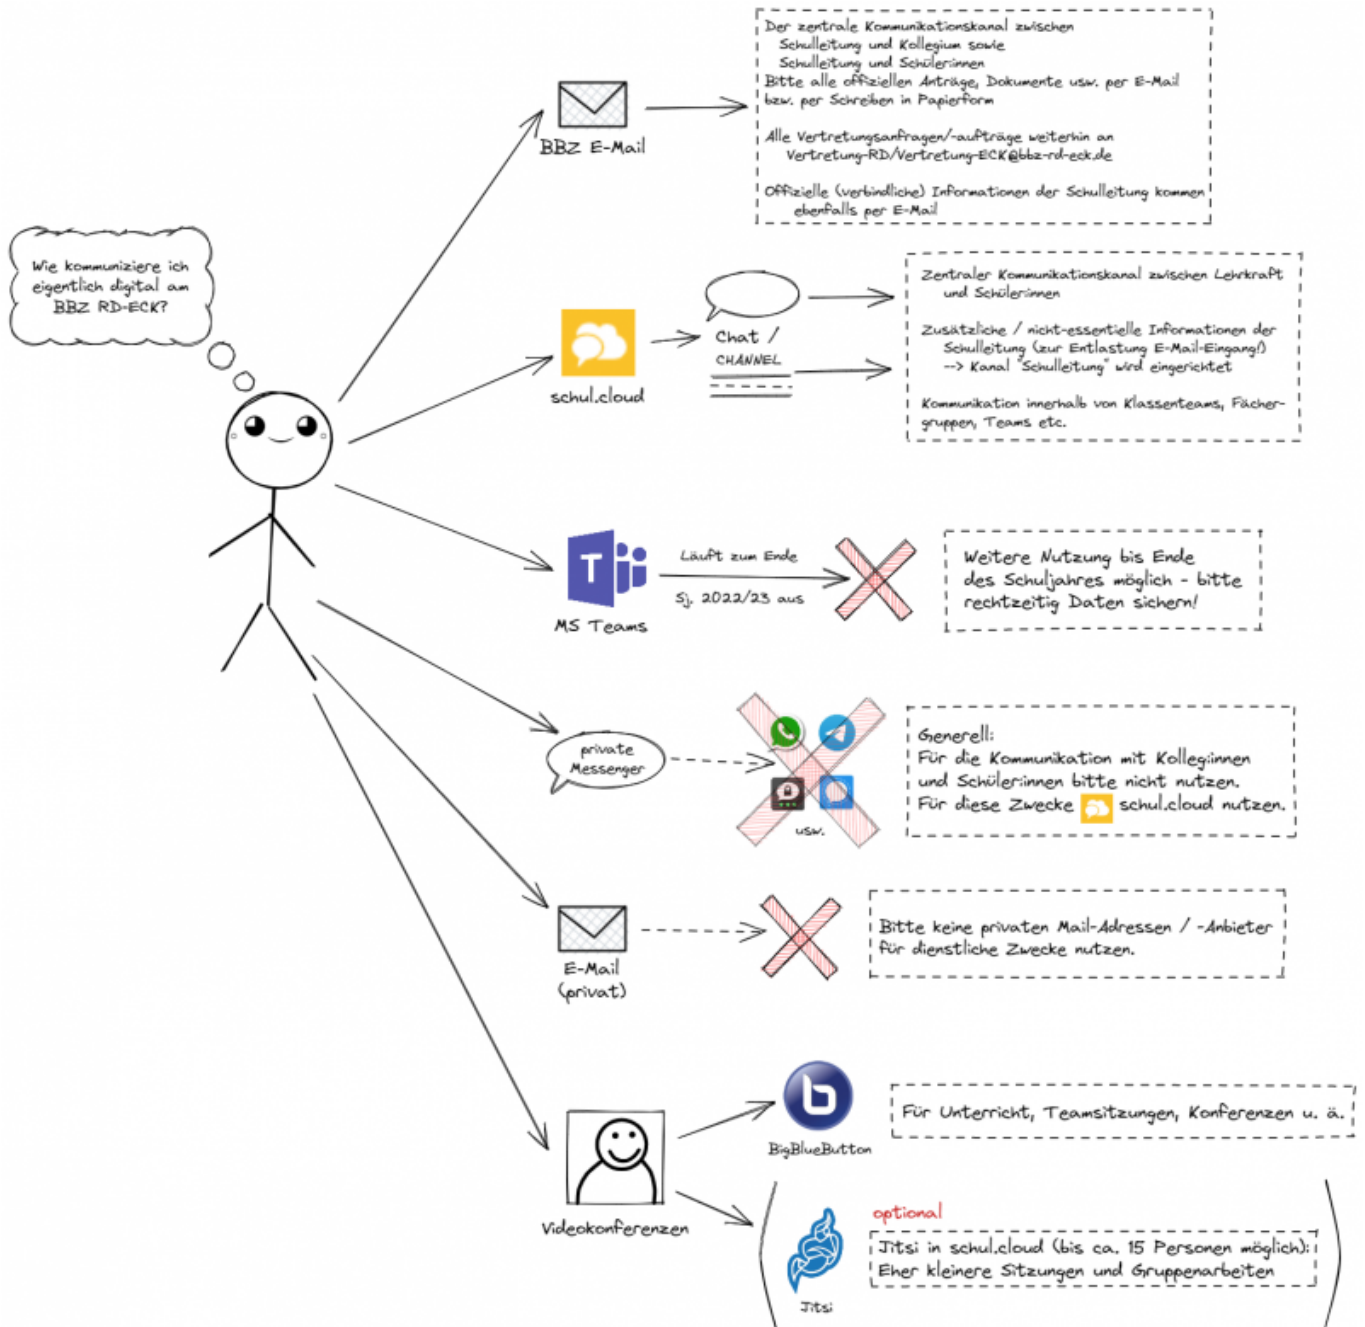 Der zentrale Kommunikationskanal zwischen
Schulleitung und Kollegium sowie
Schulleitung und Schüler:innen
Bitte alle offiziellen Anträge, Dokumente usw. per E-Mail
bzw. per Schreiben in Papierform
Alle Vertretungsanfragen/-aufträge weiterhin an
Vertretung-RD/Vertretung-ECK@bbz-rd-eck.de
Offizielle (verbindliche) Informationen der Schulleitung kommen
ebenfalls per E-Mail
BBZ E-Mail
Wie kommuniziere ich
eigentlich digital am
BBZ RD-ECK?
schul.cloud
Chat /
CHANNEL
Zentraler Kommunikationskanal zwischen Lehrkraft
und Schüler:innen
Zusätzliche / nicht-essentielle Informationen der
Schulleitung (zur Entlastung E-Mail-Eingang!)
--> Kanal "Schulleitung" wird eingerichtet
Kommunikation innerhalb von Klassenteams, Fächer-
gruppen, Teams etc.
T
MS Teams
Läuft zum Ende
Sj. 2022/23 aus
Weitere Nutzung bis Ende
des Schuljahres möglich - bitte
rechtzeitig Daten sichern!
private
Messenger
usw.
Generell:
Für die Kommunikation mit Kolleg:innen
und Schüler:innen bitte nicht nutzen.
Für diese Zwecke schul.cloud nutzen.
E-Mail
(privat)
Bitte keine privaten Mail-Adressen / -Anbieter
für dienstliche Zwecke nutzen.
Videokonferenzen
b
BigBlueButton
Für Unterricht, Teamsitzungen, Konferenzen u. ä.
optional
Jitsi in schul.cloud (bis ca. 15 Personen möglich):
Eher kleinere Sitzungen und Gruppenarbeiten
Jitsi